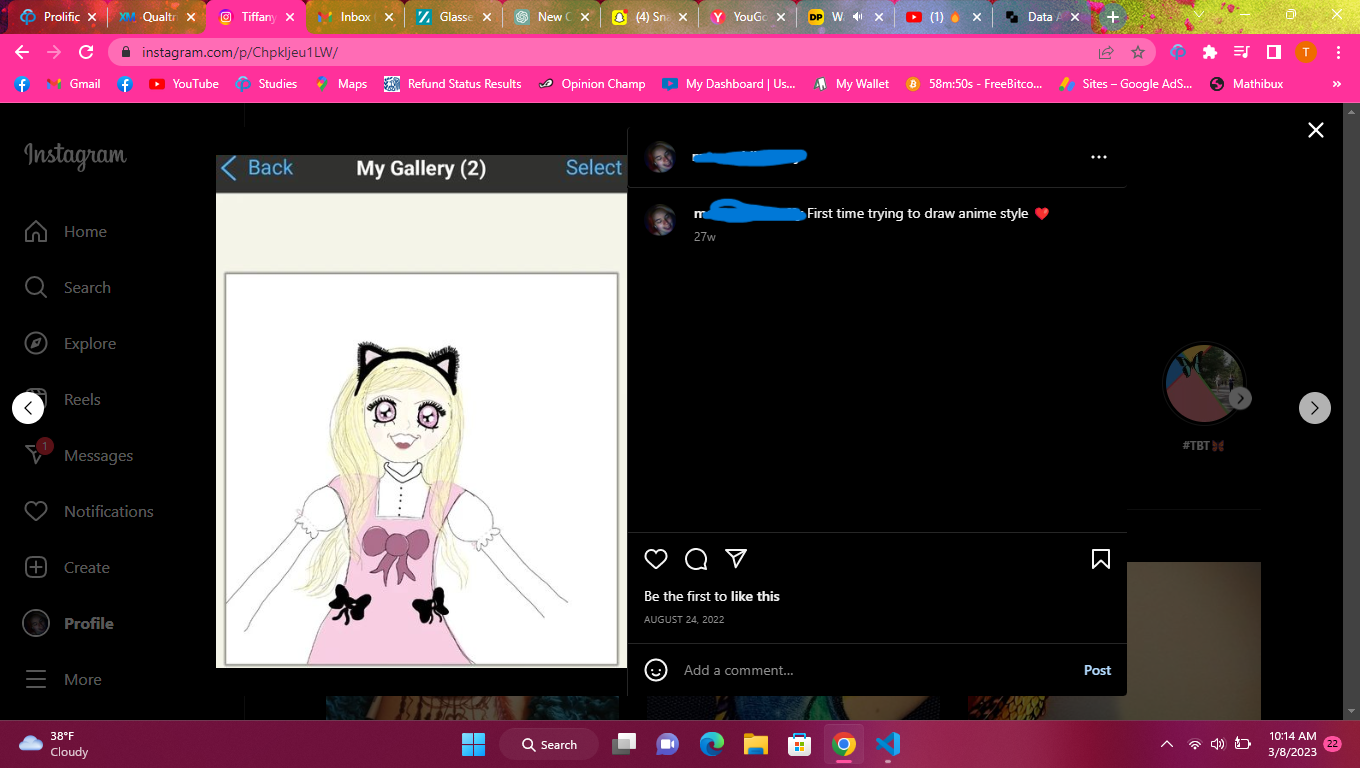 Prolific
Qualtr
Tiffany
Inbox
Glasse
New C
(4) Sna
YouGo
DP
W
(1)
Data A
instagram.com/p/ChpkIjeu1LW/
T
Gmail
YouTube
Studies
Maps
Refund Status Results
Opinion Champ
My Dashboard | Us...
My Wallet
58m:50s - FreeBitco...
Sites – Google AdS...
Mathibux
»
Instagram
Home
Search
Explore
Reels
1
Messages
Notifications
Create
Profile
More
Back
My Gallery (2)
Select
First time trying to draw anime style ❤️
27w
Be the first to like this
AUGUST 24, 2022
Add a comment...
Post
#TBT🦋
38°F
Cloudy
Search
10:14 AM
3/8/2023
22